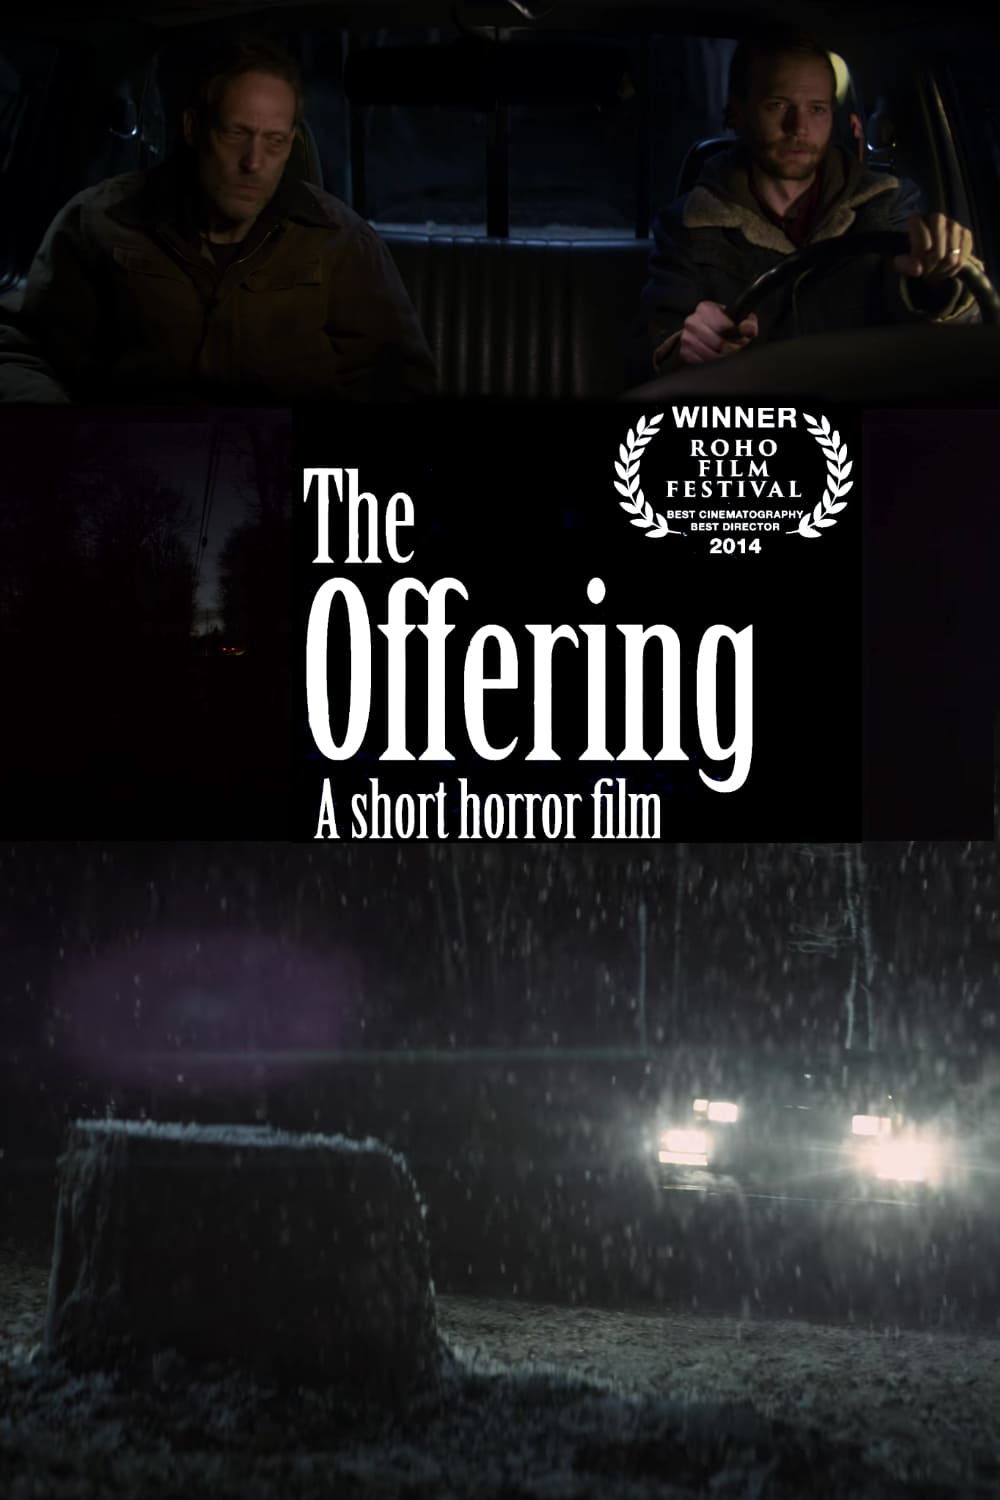 WINNER
ROHO
FILM
FESTIVAL
BEST CINEMATOGRAPHY
BEST DIRECTOR
2014
The
Offering
A short horror film